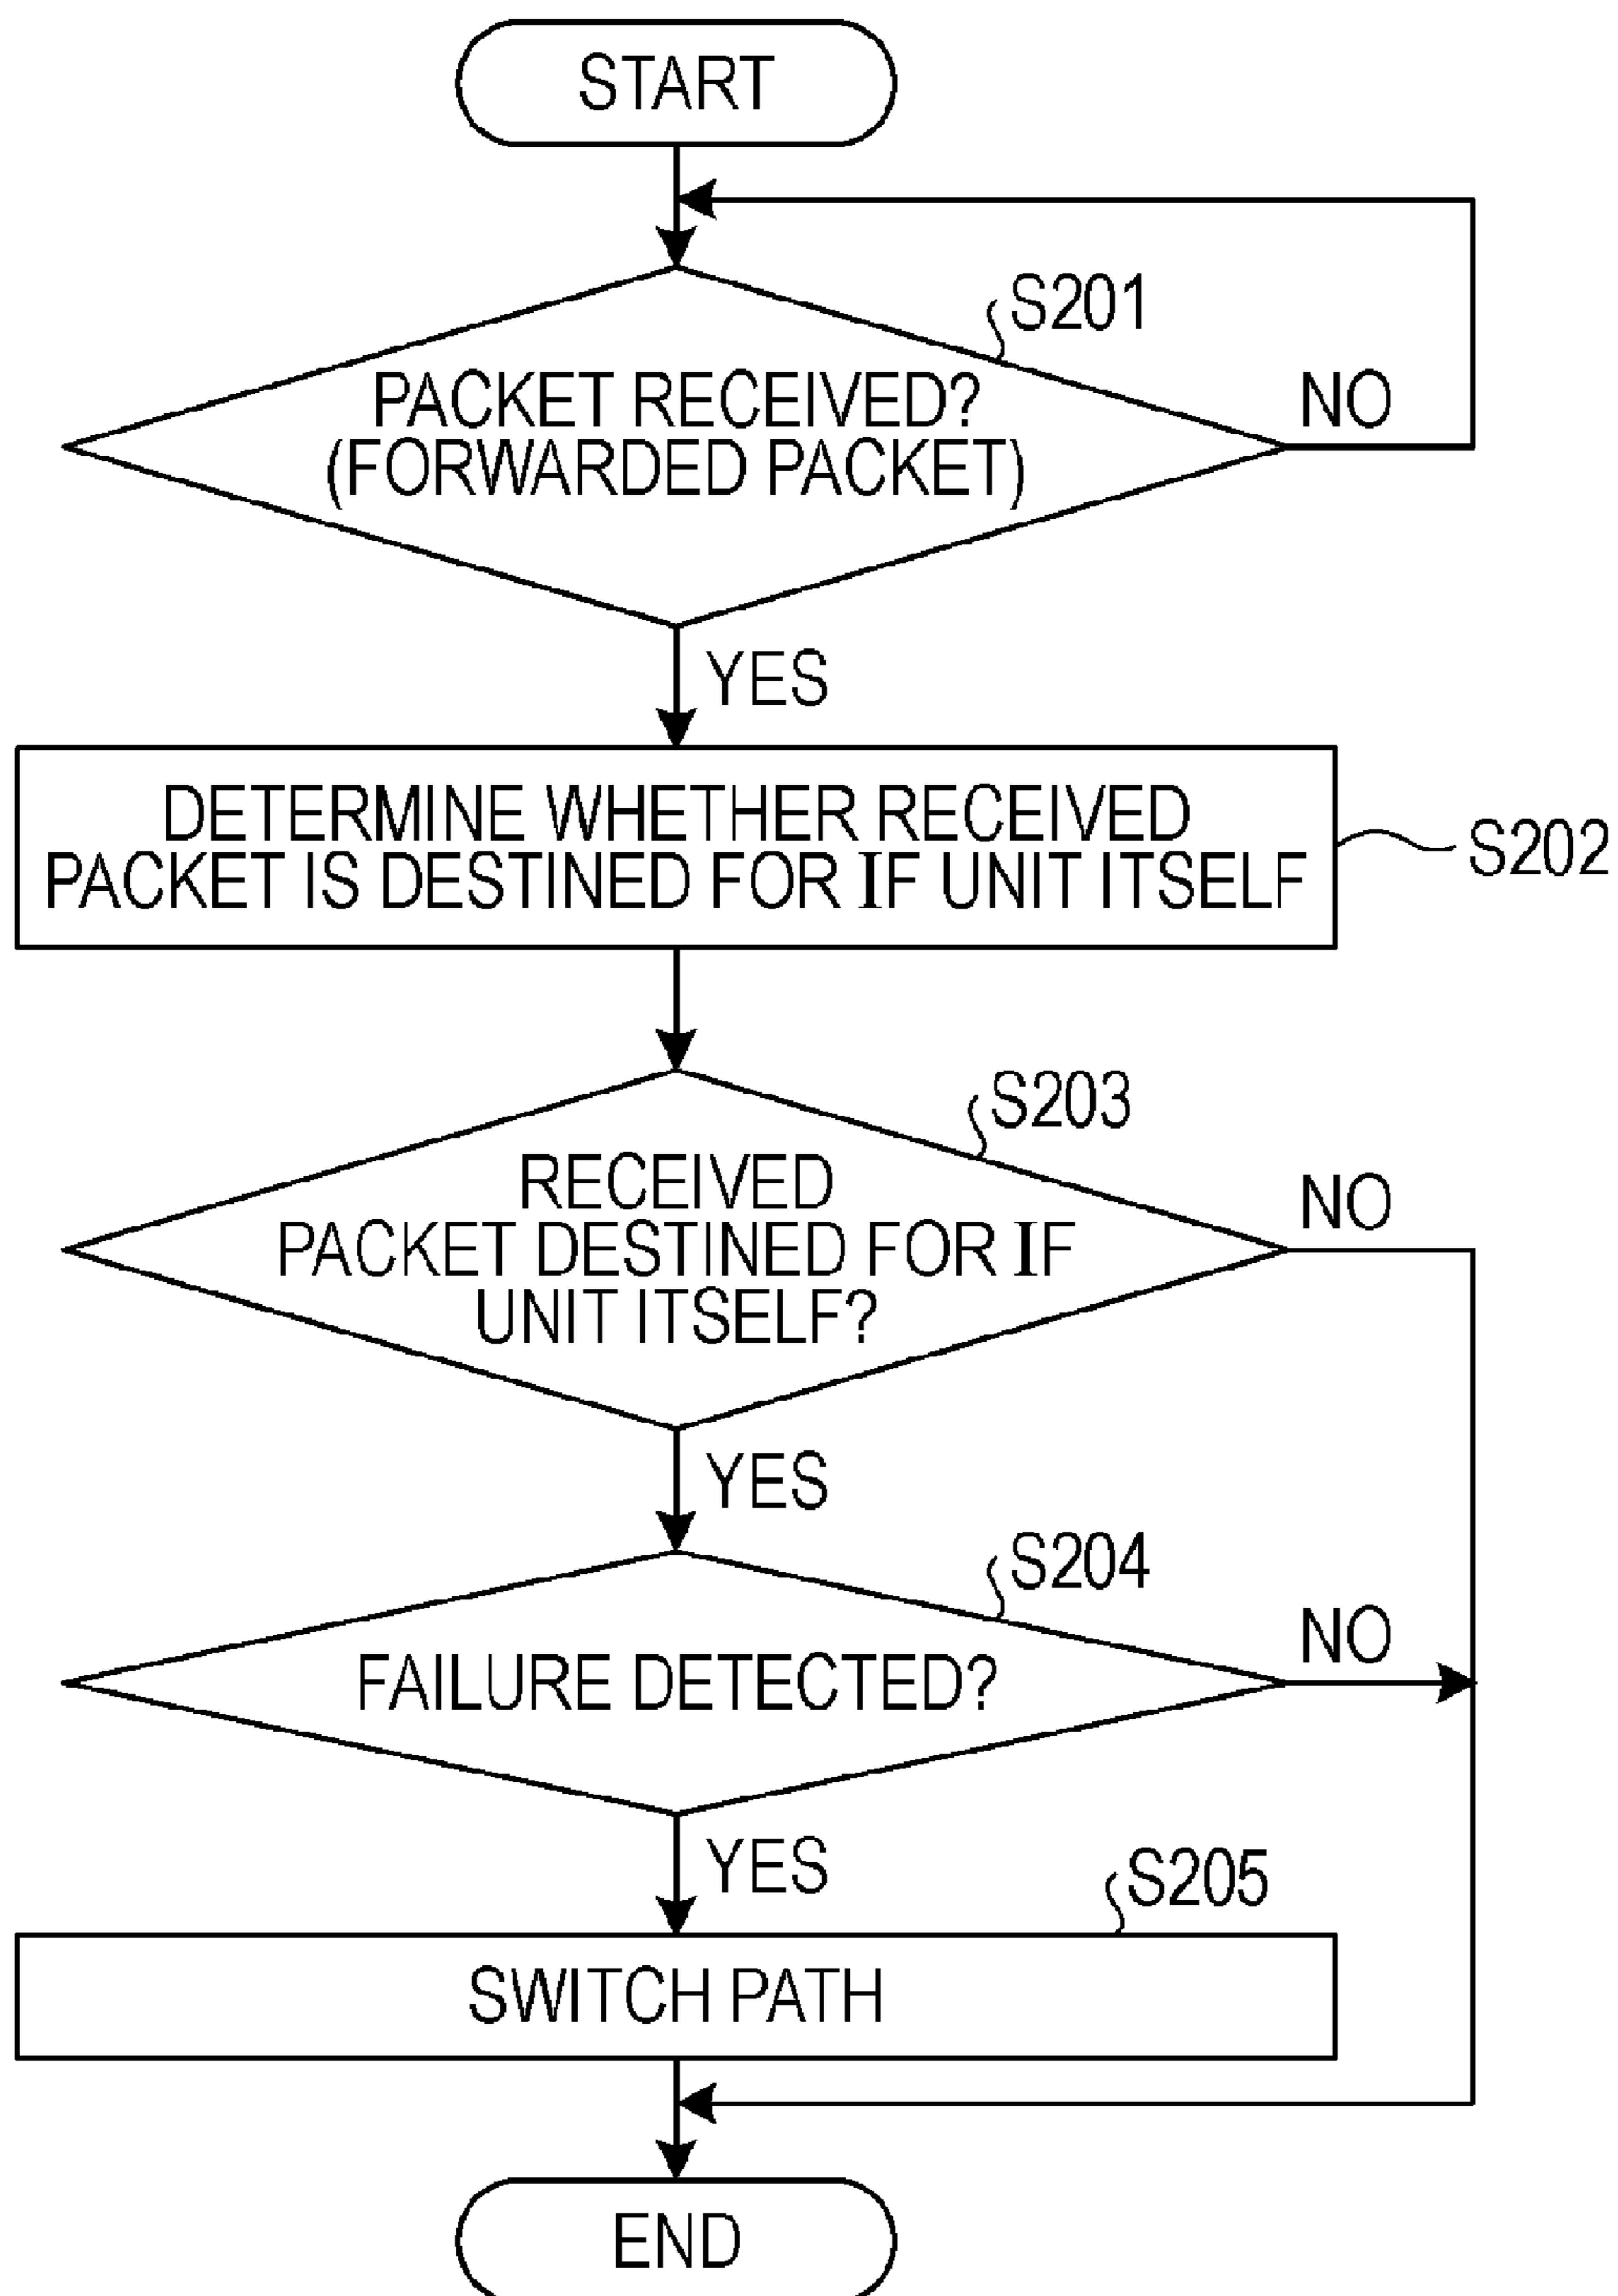 START
S201
PACKET RECEIVED?
(FORWARDED PACKET)
NO
YES
DETERMINE WHETHER RECEIVED
PACKET IS DESTINED FOR IF UNIT ITSELF
S202
S203
RECEIVED
PACKET DESTINED FOR IF
UNIT ITSELF?
NO
YES
S204
FAILURE DETECTED?
NO
YES
S205
SWITCH PATH
END